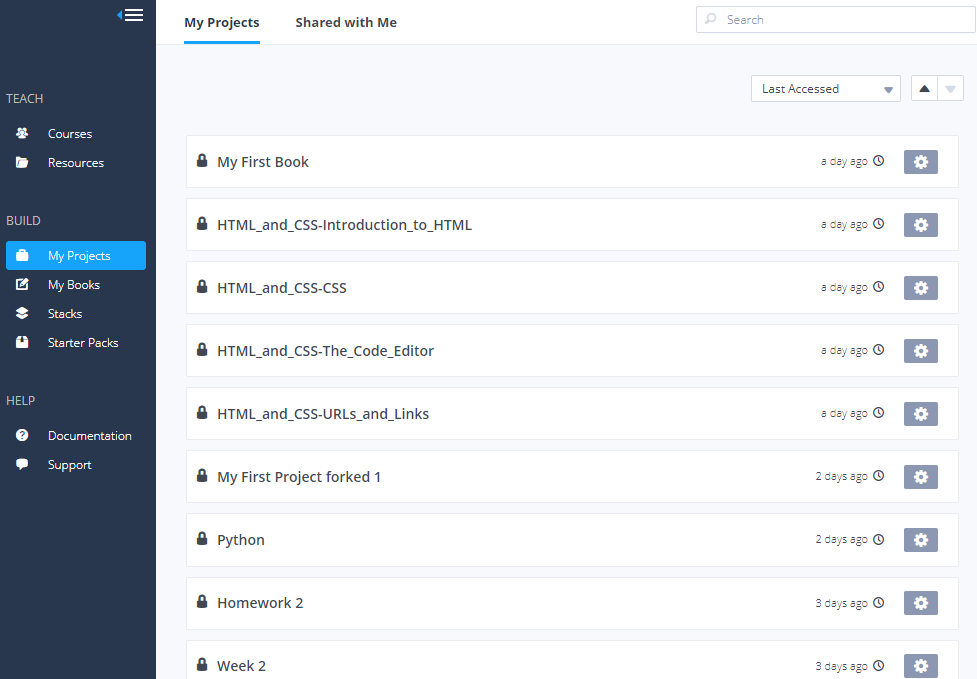 My Projects
Shared with Me
Search
TEACH
Courses
Resources
BUILD
My Projects
My Books
Stacks
Starter Packs
HELP
Documentation
Support
Last Accessed
My First Book a day ago
HTML_and_CSS-Introduction_to_HTML a day ago
HTML_and_CSS-CSS a day ago
HTML_and_CSS-The_Code_Editor a day ago
HTML_and_CSS-URLs_and_Links a day ago
My First Project forked 1 2 days ago
Python 2 days ago
Homework 2 3 days ago
Week 2 3 days ago